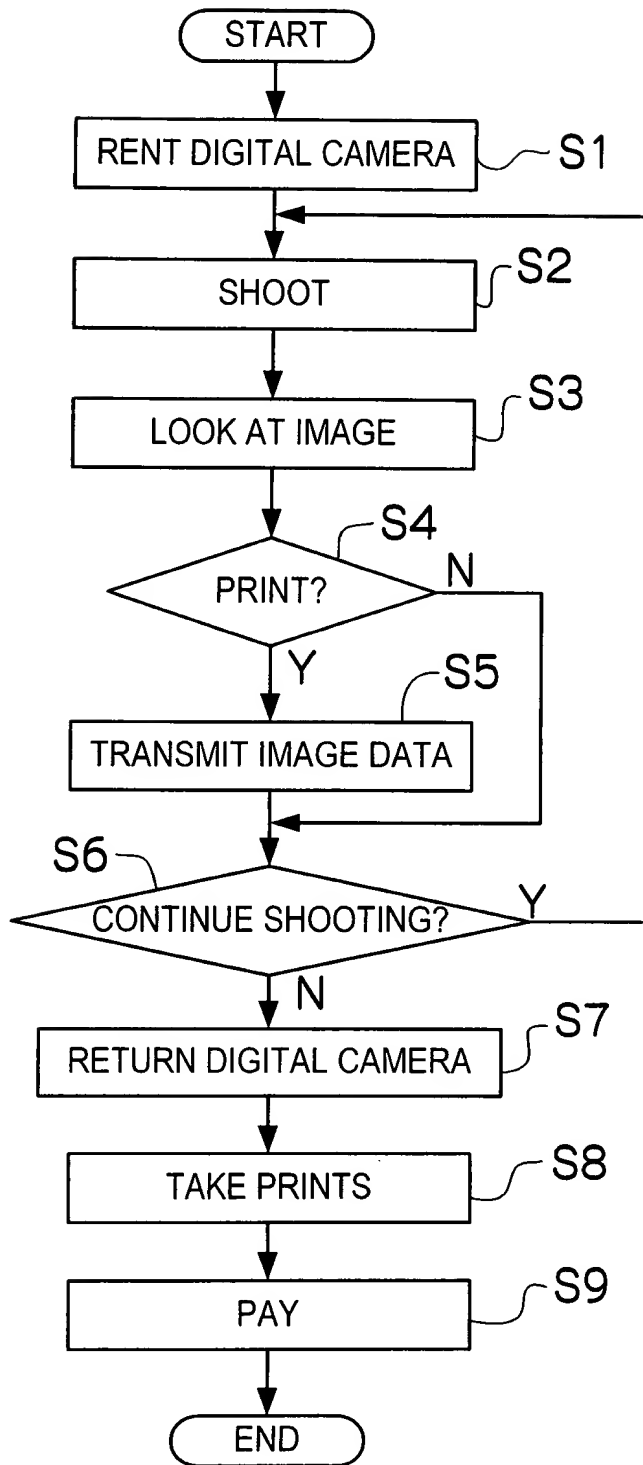 START
RENT DIGITAL CAMERA
S1
SHOOT
S2
LOOK AT IMAGE
S3
PRINT?
S4
N
Y
TRANSMIT IMAGE DATA
S5
S6
CONTINUE SHOOTING?
Y
N
RETURN DIGITAL CAMERA
S7
TAKE PRINTS
S8
PAY
S9
END